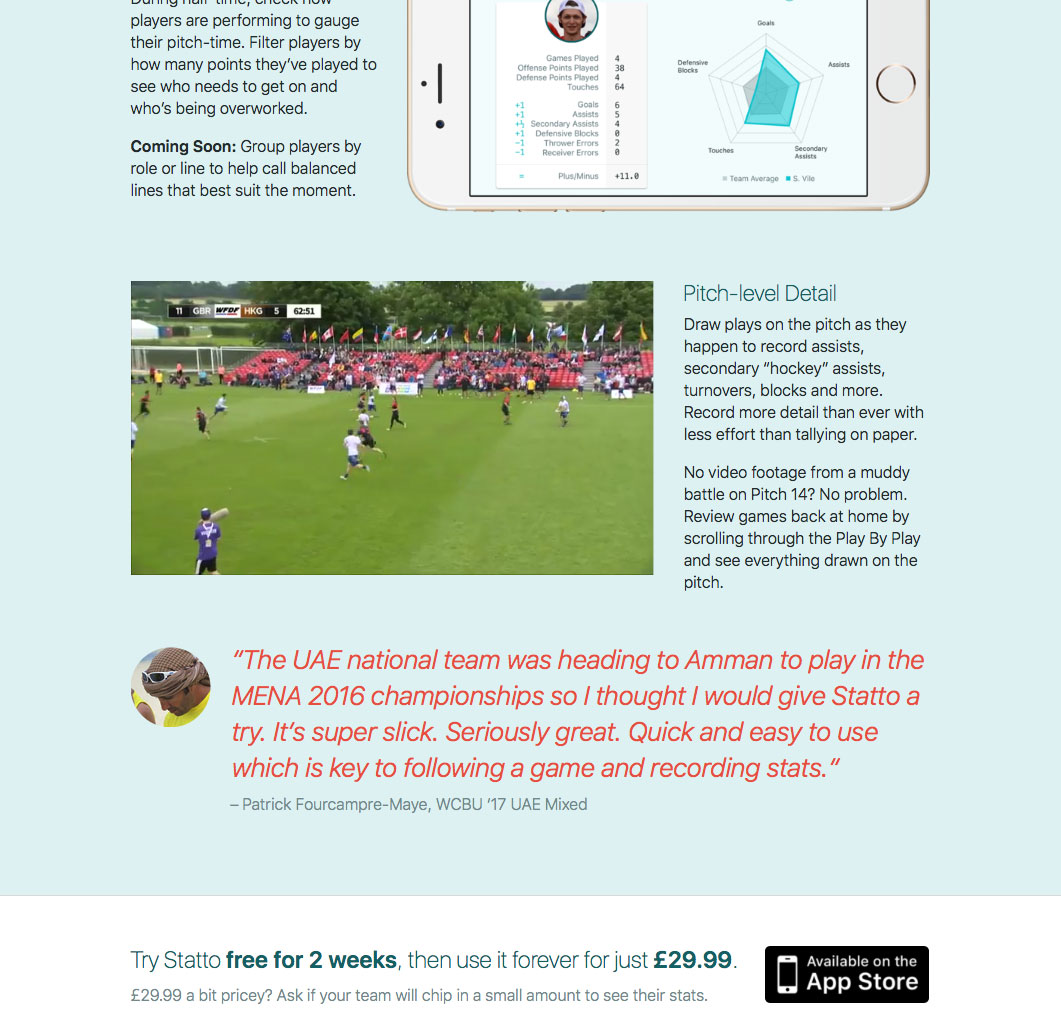 During half-time, check how
players are performing to gauge
their pitch-time. Filter players by
how many points they’ve played to
see who needs to get on and
who’s being overworked.
Coming Soon: Group players by
role or line to help call balanced
lines that best suit the moment.
Games Played 4
Offense Points Played 38
Defense Points Played 4
Touches 64
+1 Goals 6
+1 Assists 5
+½ Secondary Assists 4
+1 Defensive Blocks 0
−1 Thrower Errors 2
−1 Receiver Errors 0
= Plus/Minus +11.0
Goals
Defensive
Blocks
Assists
Touches
Secondary
Assists
Team Average S. Vile
11 GBR WFDF HKG 5 62:51
Pitch-level Detail
Draw plays on the pitch as they
happen to record assists,
secondary “hockey” assists,
turnovers, blocks and more.
Record more detail than ever with
less effort than tallying on paper.
No video footage from a muddy
battle on Pitch 14? No problem.
Review games back at home by
scrolling through the Play By Play
and see everything drawn on the
pitch.
“The UAE national team was heading to Amman to play in the
MENA 2016 championships so I thought I would give Statto a
try. It’s super slick. Seriously great. Quick and easy to use
which is key to following a game and recording stats.“
– Patrick Fourcampre-Maye, WCBU ’17 UAE Mixed
Try Statto free for 2 weeks, then use it forever for just £29.99.
£29.99 a bit pricey? Ask if your team will chip in a small amount to see their stats.
Available on the
App Store